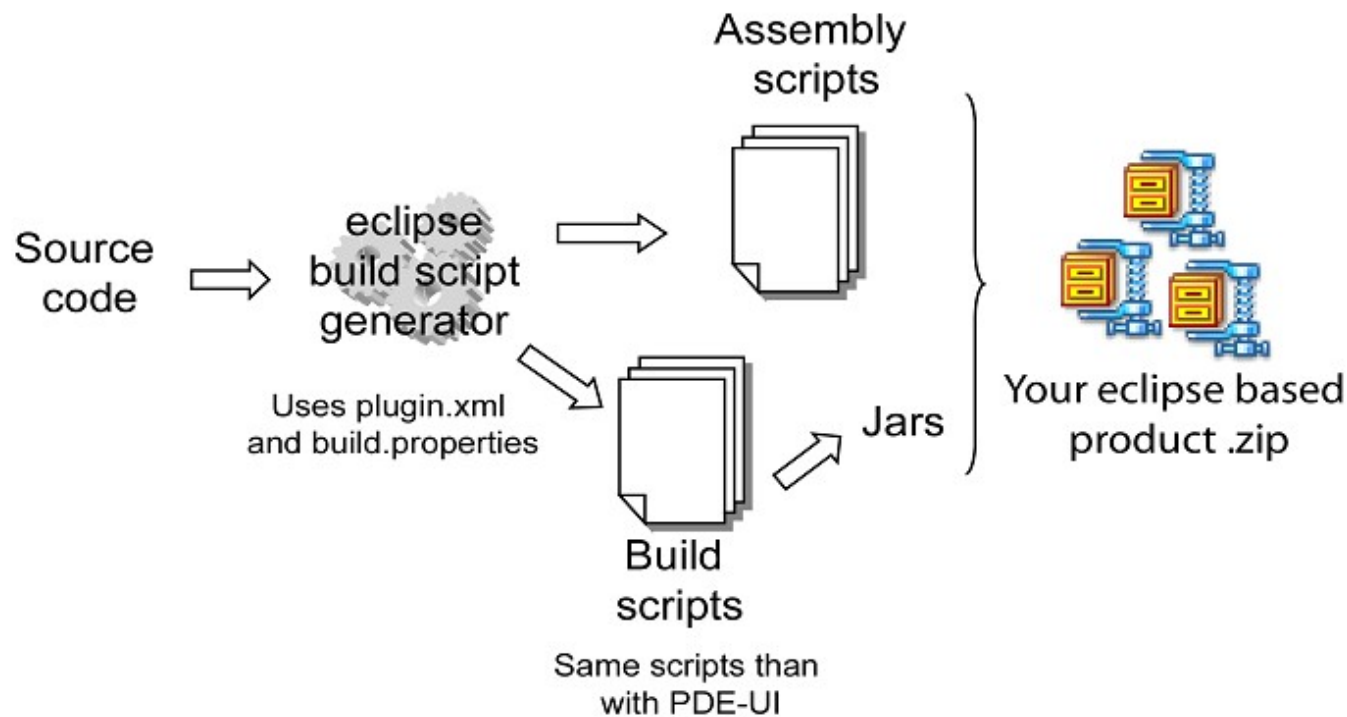 Assembly
scripts
Source
code
eclipse
build script
generator
Uses plugin.xml
and build.properties
Jars
Build
scripts
Same scripts than
with PDE-UI
Your eclipse based
product .zip